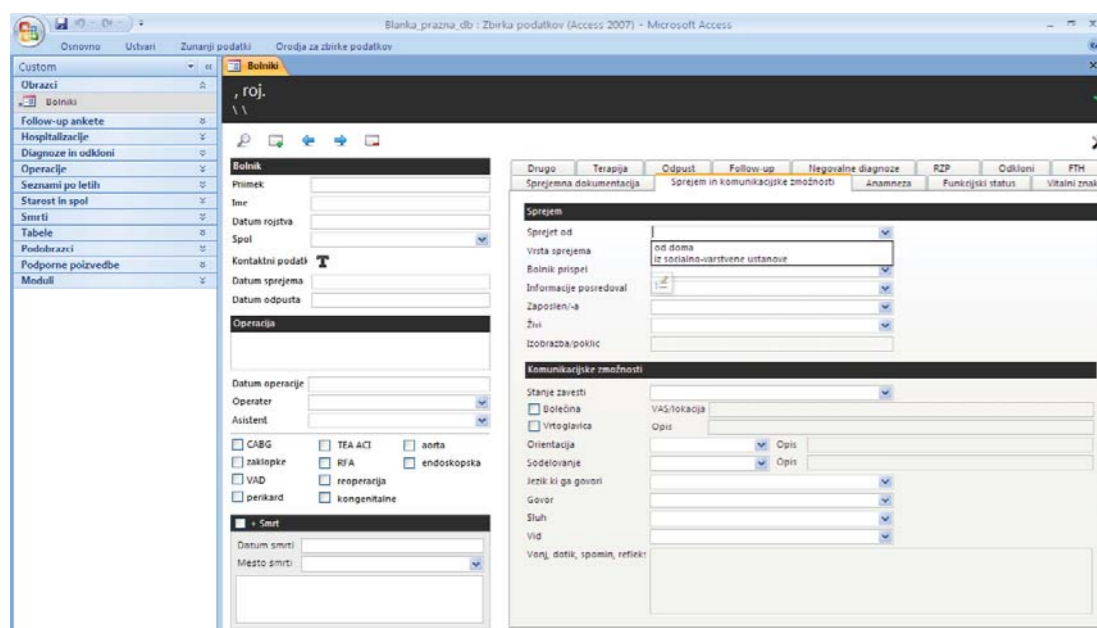 Blanka_prazna_db : Zbirka podatkov (Access 2007) - Microsoft Access
Osnovno Ustvari Zunanji podatki Orodja za zbirke podatkov
Custom
Obrazci
Bolniki
Follow-up ankete
Hospitalizacije
Diagnoze in odkloni
Operacije
Seznami po letih
Starost in spol
Smrti
Tabele
Podobrazci
Podporne poizvedbe
Moduli
Bolniki
, roj.
\ \
Bolnik
Priimek
Ime
Datum rojstva
Spol
Kontaktni podatk
Datum sprejema
Datum odpusta
Operacija
Datum operacije
Operater
Asistent
CABG TEA ACI aorta
zaklopke RFA endoskopska
VAD reoperacija
perikard kongenitalne
+ Smrt
Datum smrti
Mesto smrti
Drugo Terapija Odpust Follow-up Negovalne diagnoze RZP Odkloni FTH
Sprejemna dokumentacija Sprejem in komunikacijske zmožnosti Anamneza Funkcijski status Vitalni znak
Sprejem
Sprejet od
od doma
Vrsta sprejema
iz socialno-varstvene ustanove
Bolnik prispel
Informacije posredoval
Zaposlen/-a
Živi
Izobrazba/poklic
Komunikacijske zmožnosti
Stanje zavesti
Bolečina VAS/lokacija
Vrtoglavica Opis
Orientacija Opis
Sodelovanje Opis
Jezik ki ga govori
Govor
Sluh
Vid
Vonj, dotik, spomin, refleks